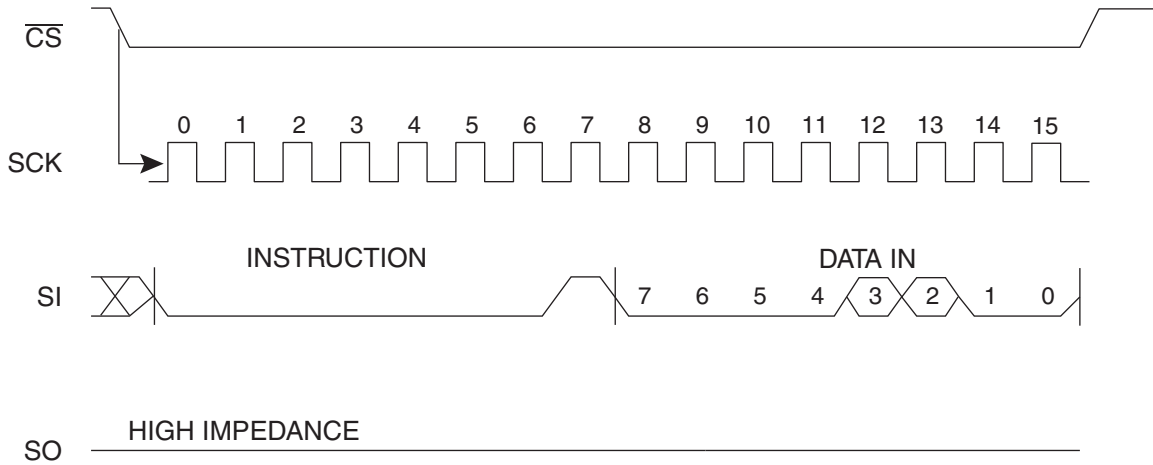 CS
0 1 2 3 4 5 6 7 8 9 10 11 12 13 14 15
SCK
INSTRUCTION DATA IN
SI 7 6 5 4 3 2 1 0
HIGH IMPEDANCE
SO